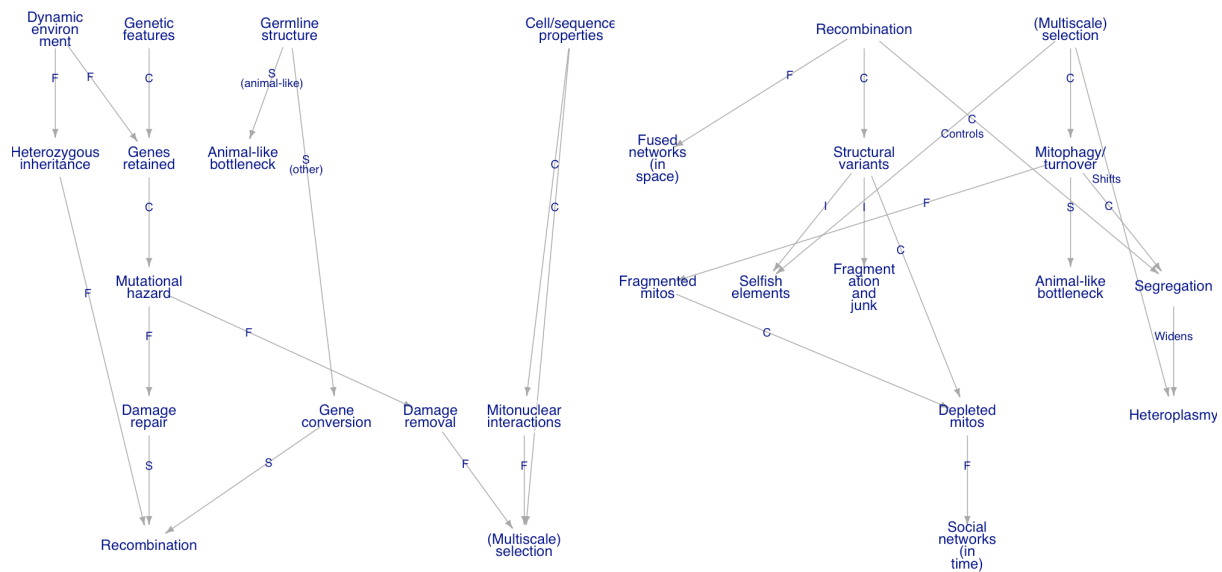 Dynamic
environ
ment
Genetic
features
Germline
structure
Cell/sequence
properties
F
F
C
S
(animal-like)
Heterozygous
inheritance
Genes
retained
Animal-like
bottleneck
S
(other)
C
C
C
Mutational
hazard
F
F
F
Damage
repair
Gene
conversion
Damage
removal
Mitonuclear
interactions
S
S
F
F
Recombination
(Multiscale)
selection
Recombination
(Multiscale)
selection
F
C
C
C
Controls
Fused
networks
(in
space)
Structural
variants
Mitophagy/
turnover
Shifts
I
I
F
S
C
C
Fragmented
mitos
Selfish
elements
Fragment
ation
and
junk
Animal-like
bottleneck
Segregation
C
Widens
Depleted
mitos
Heteroplasmy
F
Social
networks
(in
time)